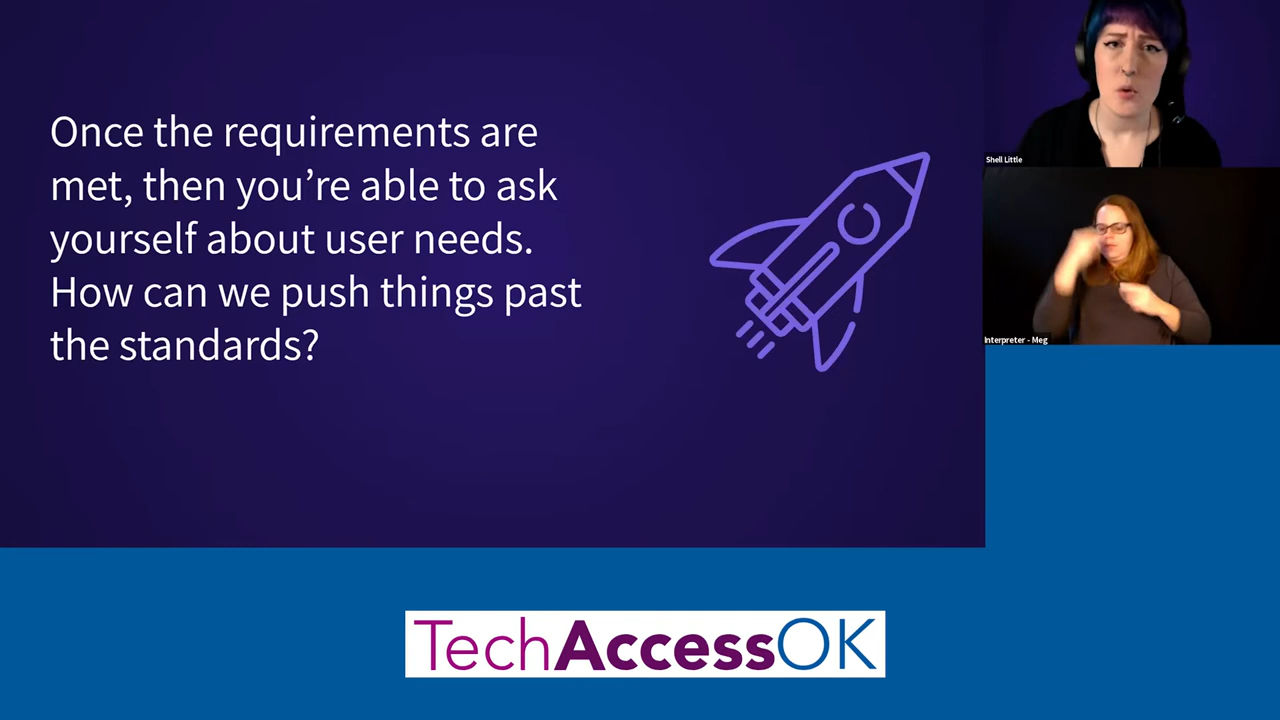 Once the requirements are
met, then you’re able to ask
yourself about user needs.
How can we push things past
the standards?
Shell Little
Interpreter - Meg
TechAccessOK